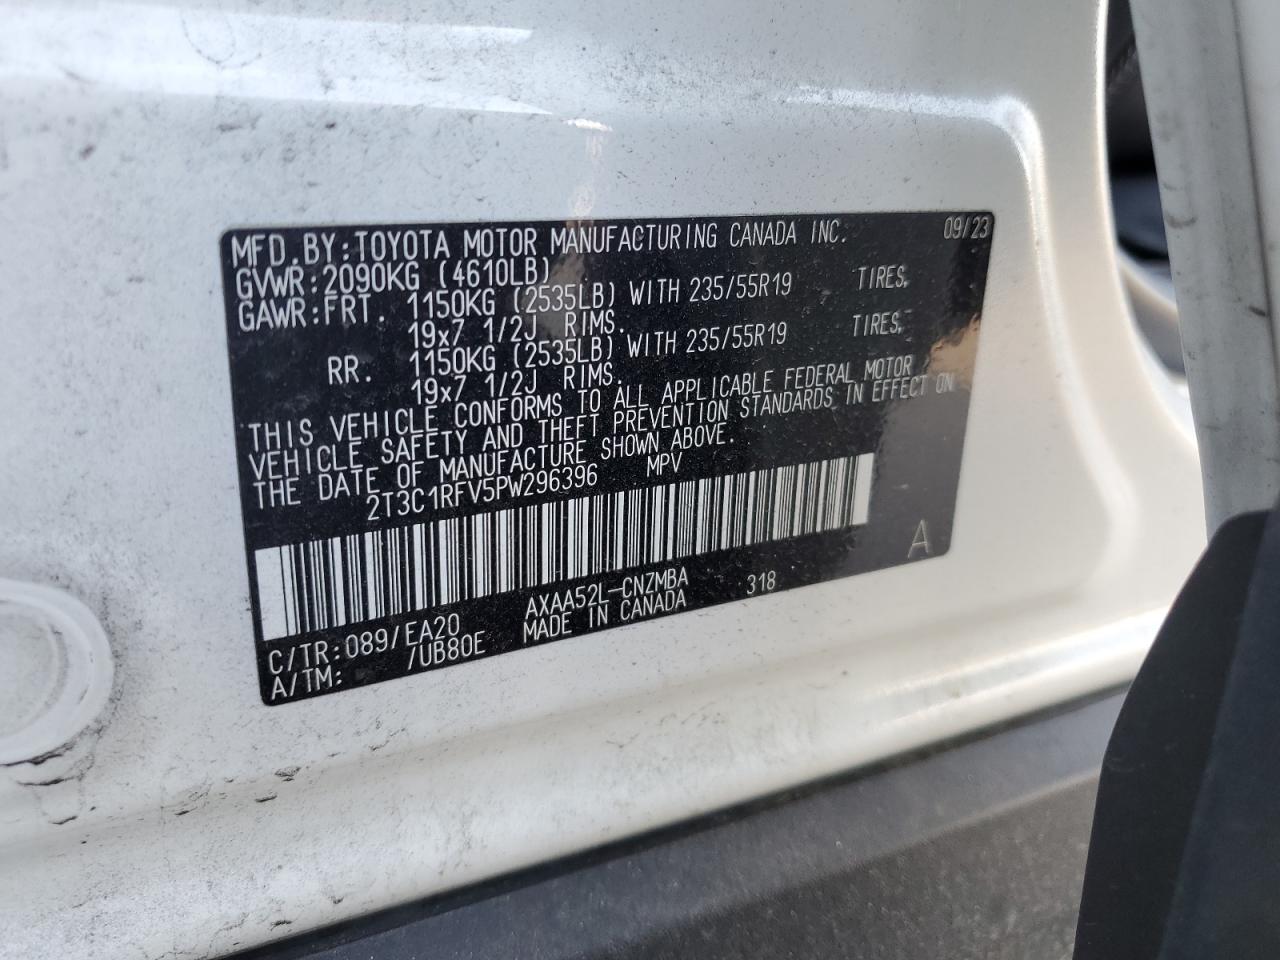 MFD.BY:TOYOTA MOTOR MANUFACTURING CANADA INC. 09/23
GVWR:2090KG (4610LB)
GAWR:FRT. 1150KG (2535LB) WITH 235/55R19 TIRES,
19x7 1/2J RIMS.
RR. 1150KG (2535LB) WITH 235/55R19 TIRES,
19x7 1/2J RIMS.
THIS VEHICLE CONFORMS TO ALL APPLICABLE FEDERAL MOTOR
VEHICLE SAFETY AND THEFT PREVENTION STANDARDS IN EFFECT ON
THE DATE OF MANUFACTURE SHOWN ABOVE.
2T3C1RFV5PW296396 MPV
A
C/TR:089/EA20 AXAA52L-CNZMBA 318
A/TM: /UB80E MADE IN CANADA